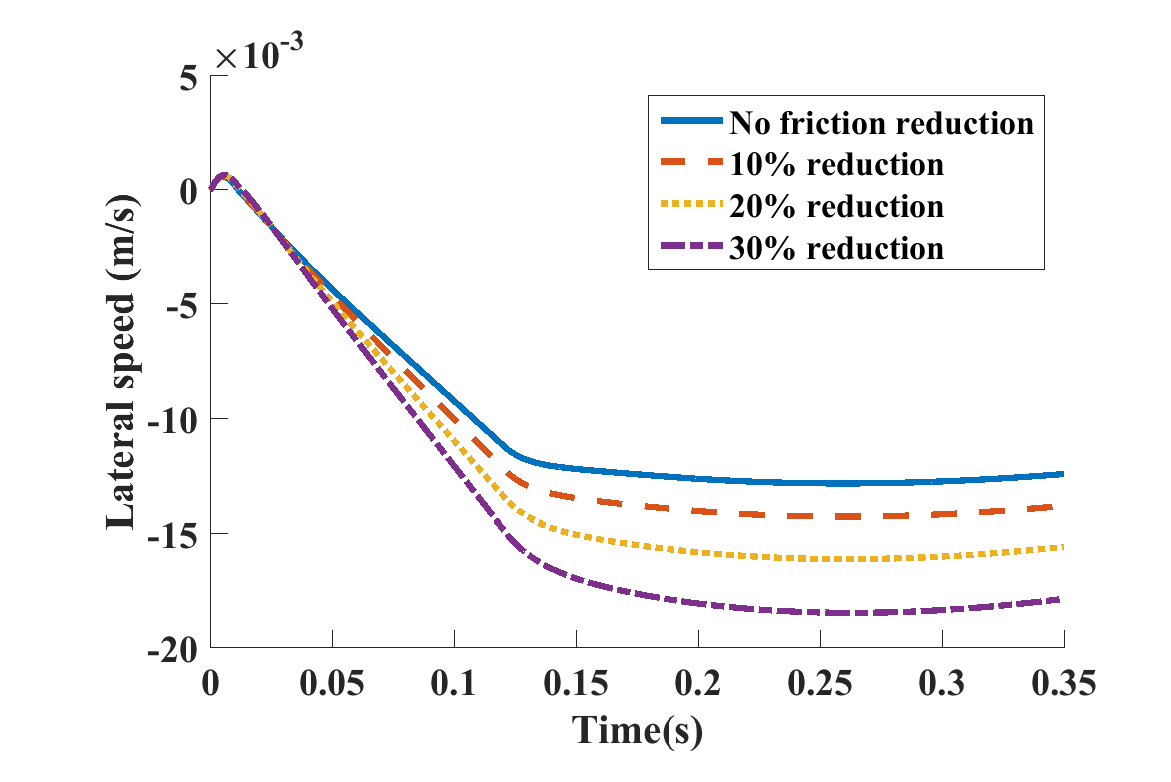 ×10-3
5
0
-5
-10
-15
-20
Lateral speed (m/s)
No friction reduction
10% reduction
20% reduction
30% reduction
0 0.05 0.1 0.15 0.2 0.25 0.3 0.35
Time(s)